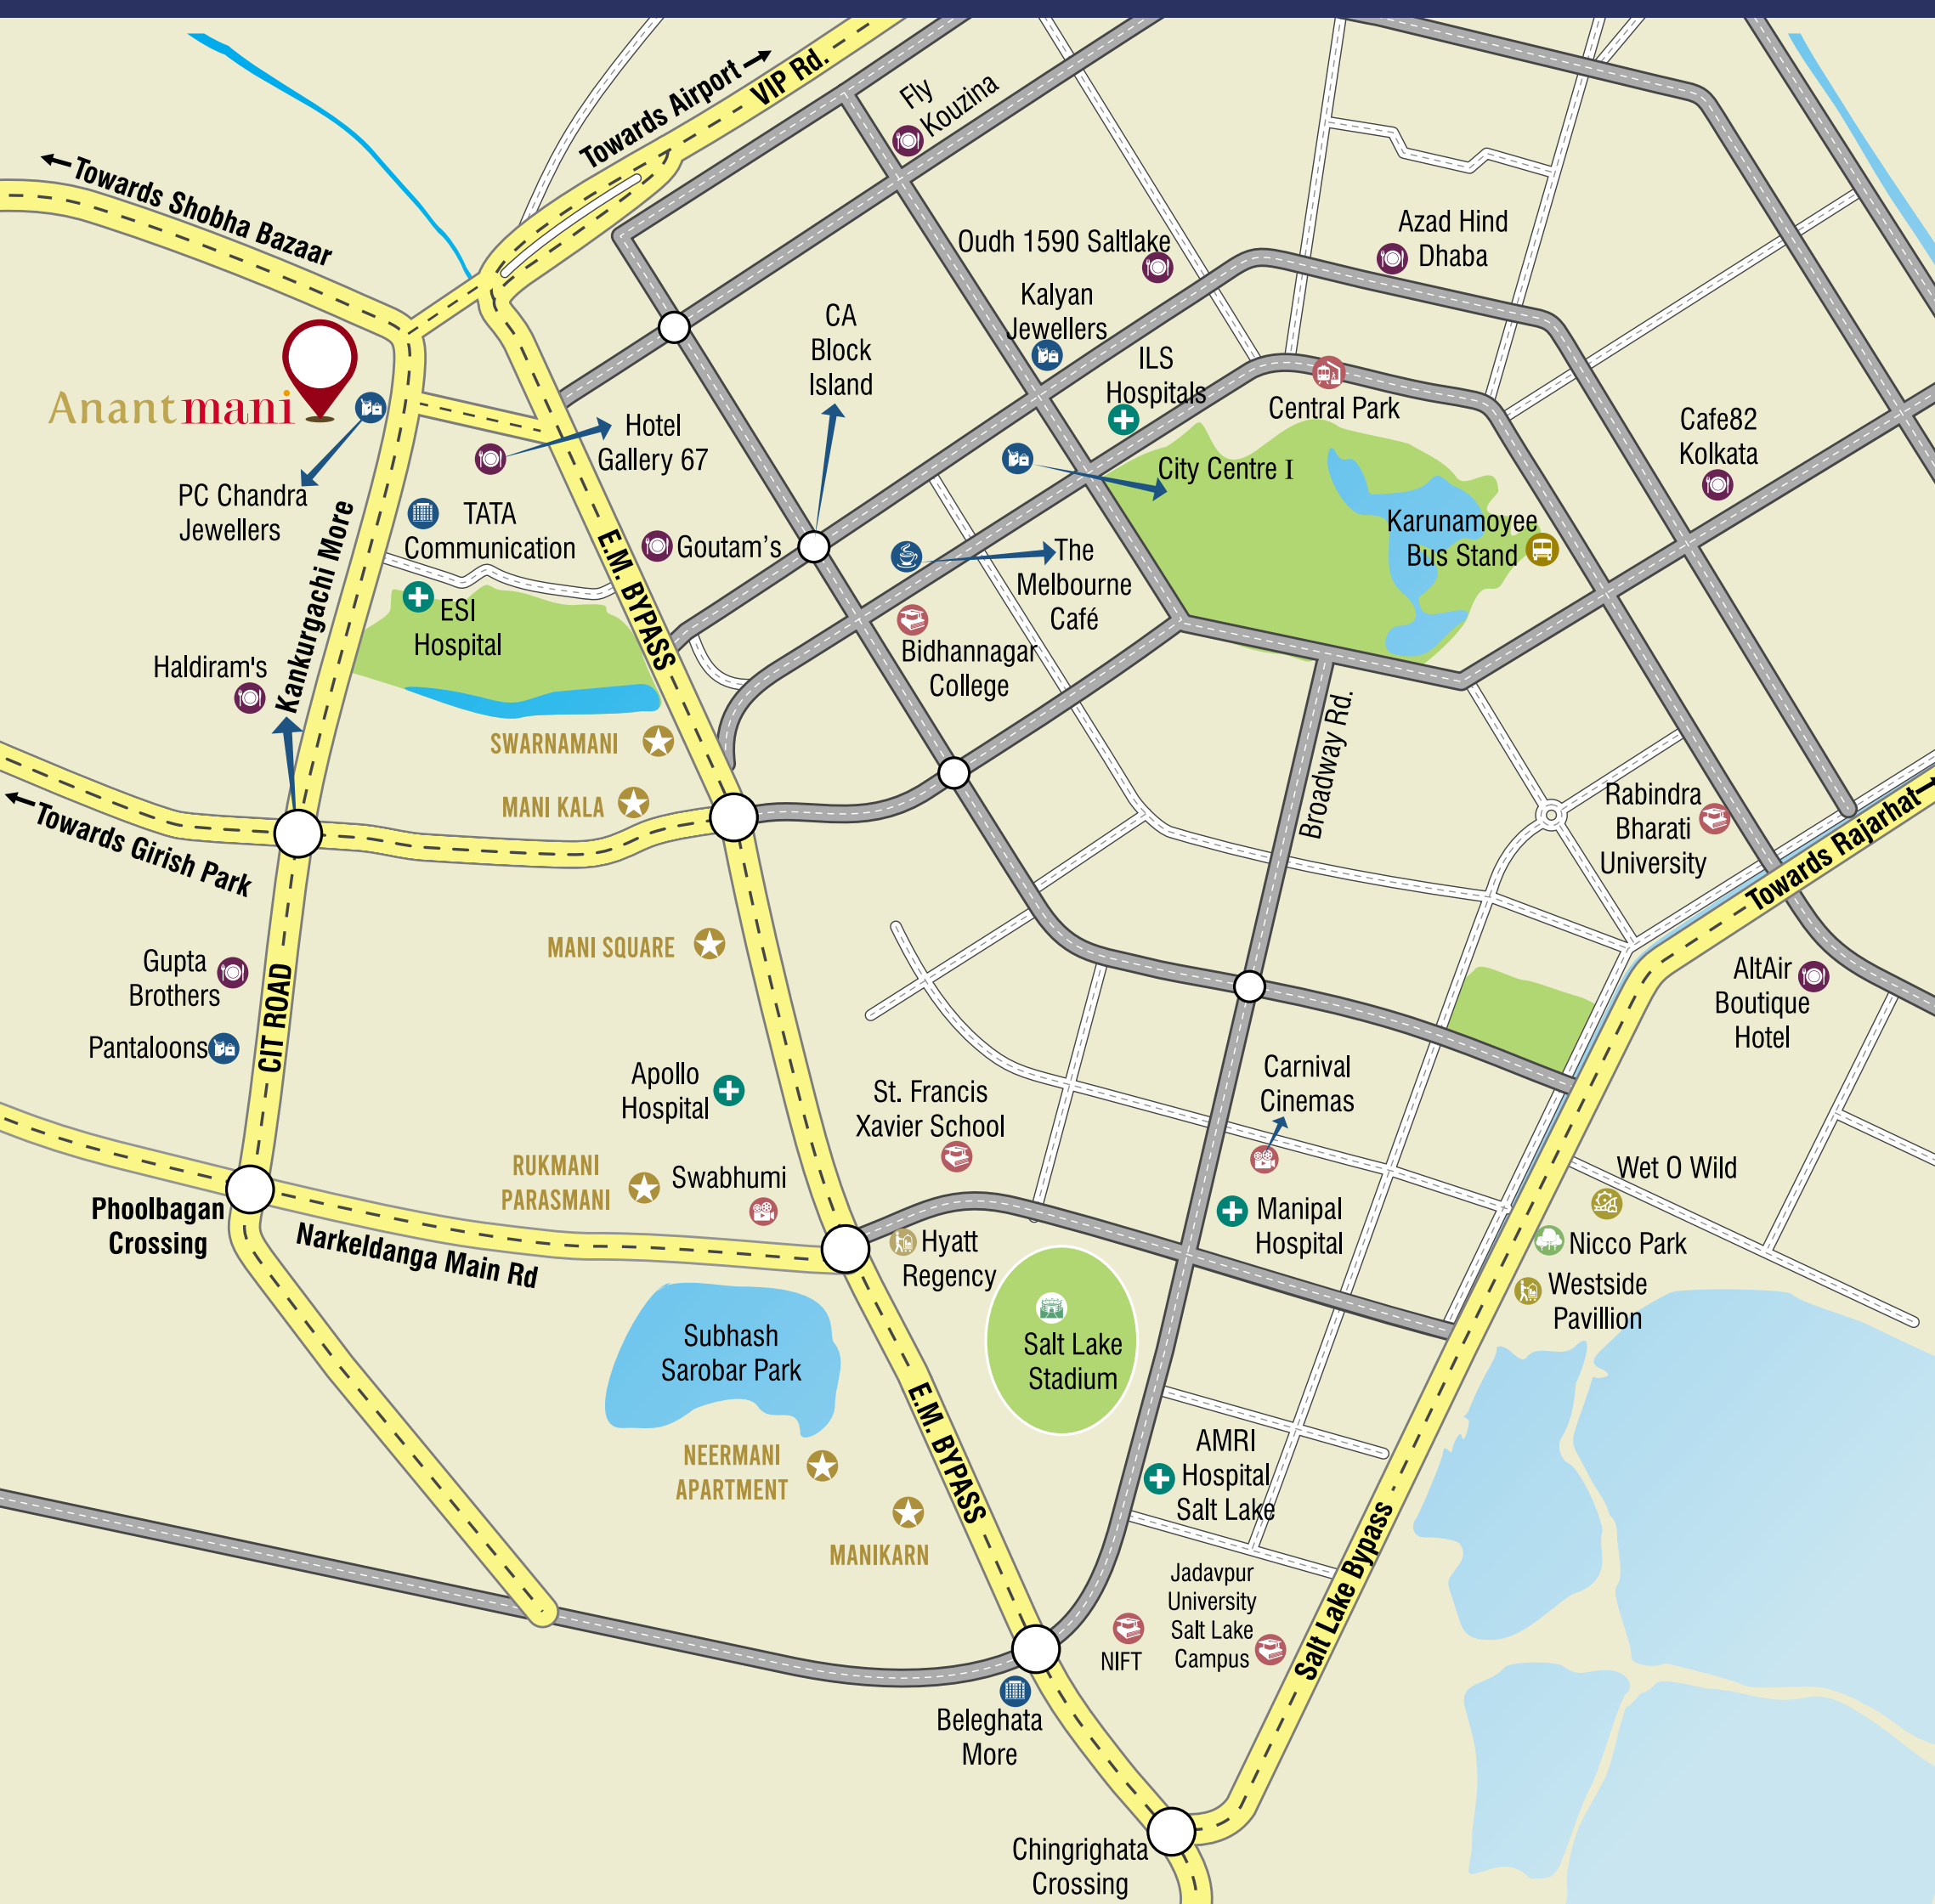 Towards Airport
VIP Rd.
Fly
Kouzina
Towards Shobha Bazaar
Oudh 1590 Saltlake
Azad Hind
Dhaba
Kalyan
Jewellers
CA
Block
Island
ILS
Hospitals
Central Park
Anantmani
Hotel
Gallery 67
Cafe82
Kolkata
City Centre I
PC Chandra
Jewellers
TATA
Communication
Kankurgachi More
E.M. BYPASS
Goutam's
Karunamoyee
Bus Stand
The
Melbourne
Café
ESI
Hospital
Haldiram's
Bidhannagar
College
SWARNAMANI
MANI KALA
Broadway Rd.
Rabindra
Bharati
University
Towards Girish Park
Towards Rajarhat
MANI SQUARE
Gupta
Brothers
CIT ROAD
AltAir
Boutique
Hotel
Pantaloons
Apollo
Hospital
St. Francis
Xavier School
Carnival
Cinemas
RUKMANI
PARASMANI
Swabhumi
Wet O Wild
Phoolbagan
Crossing
Narkeldanga Main Rd
Hyatt
Regency
Manipal
Hospital
Nicco Park
Westside
Pavillion
Subhash
Sarobar Park
Salt Lake
Stadium
E.M. BYPASS
NEERMANI
APARTMENT
AMRI
Hospital
Salt Lake
MANIKARN
Salt Lake Bypass
Jadavpur
University
Salt Lake
Campus
NIFT
Beleghata
More
Chingrighata
Crossing